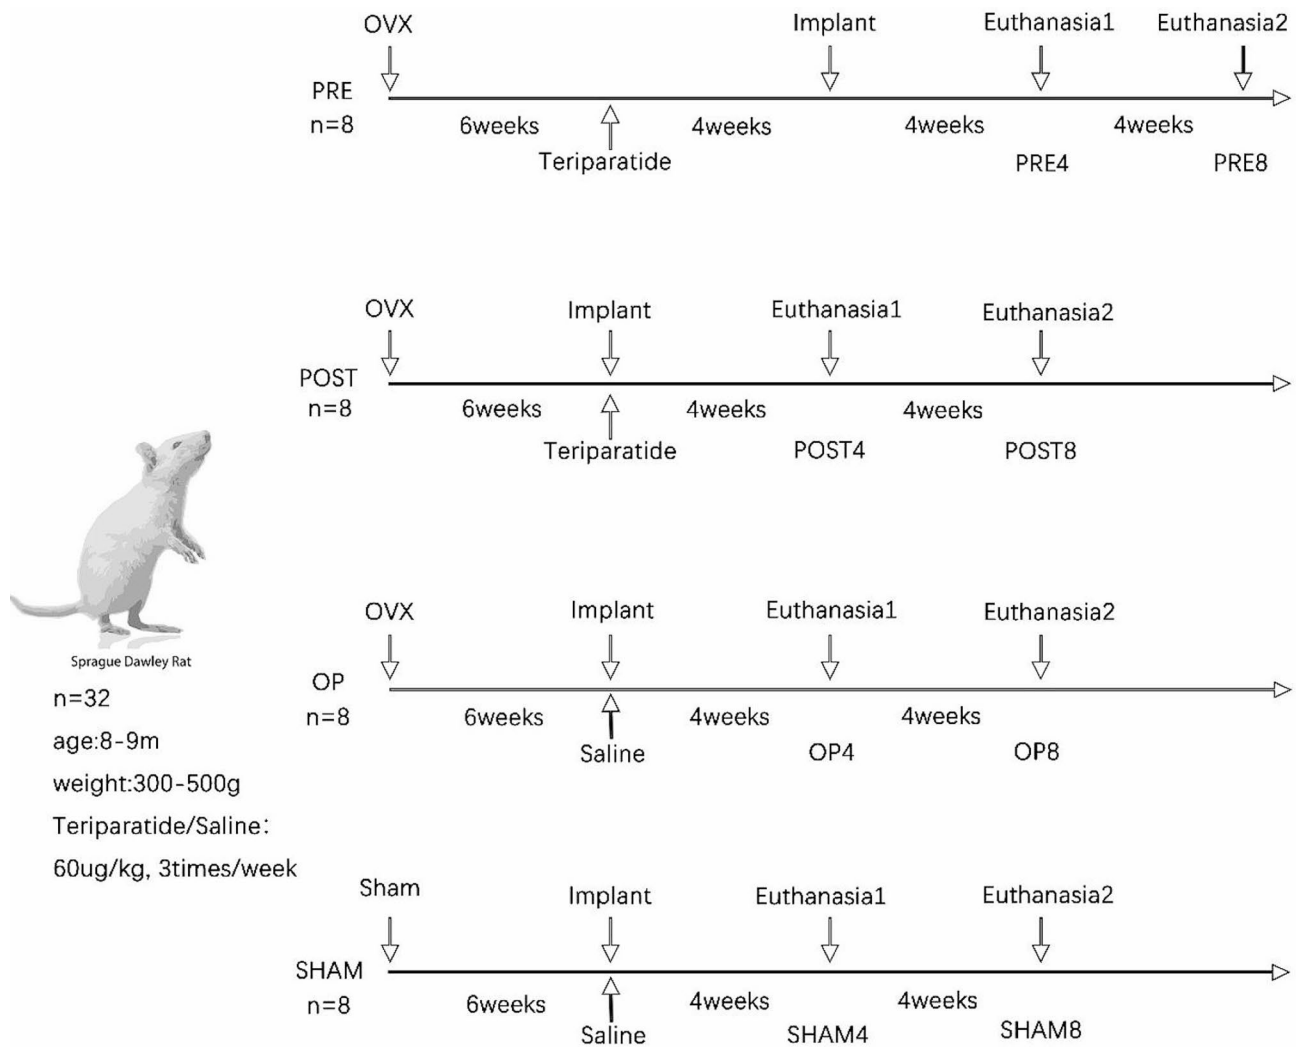 OVX Implant Euthanasia1 Euthanasia2
PRE
n=8
6weeks 4weeks 4weeks 4weeks
Teriparatide PRE4 PRE8
OVX Implant Euthanasia1 Euthanasia2
POST
n=8
6weeks 4weeks 4weeks
Teriparatide POST4 POST8
OVX Implant Euthanasia1 Euthanasia2
OP
n=8
6weeks 4weeks 4weeks
Saline OP4 OP8
Sprague Dawley Rat
n=32
age:8-9m
weight:300-500g
Teriparatide/Saline:
60ug/kg, 3times/week
Sham Implant Euthanasia1 Euthanasia2
SHAM
n=8
6weeks 4weeks 4weeks
Saline SHAM4 SHAM8